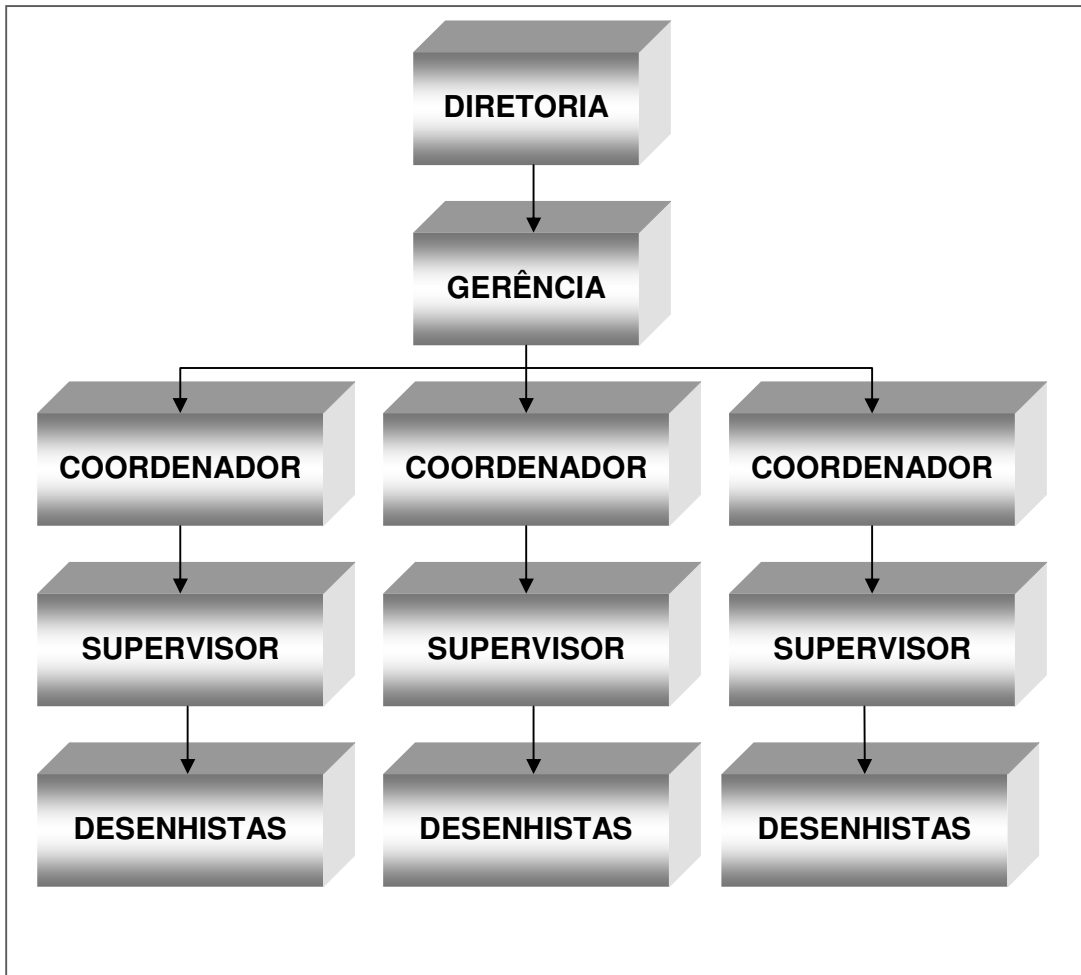 DIRETORIA
GERÊNCIA
COORDENADOR
COORDENADOR
COORDENADOR
SUPERVISOR
SUPERVISOR
SUPERVISOR
DESENHISTAS
DESENHISTAS
DESENHISTAS